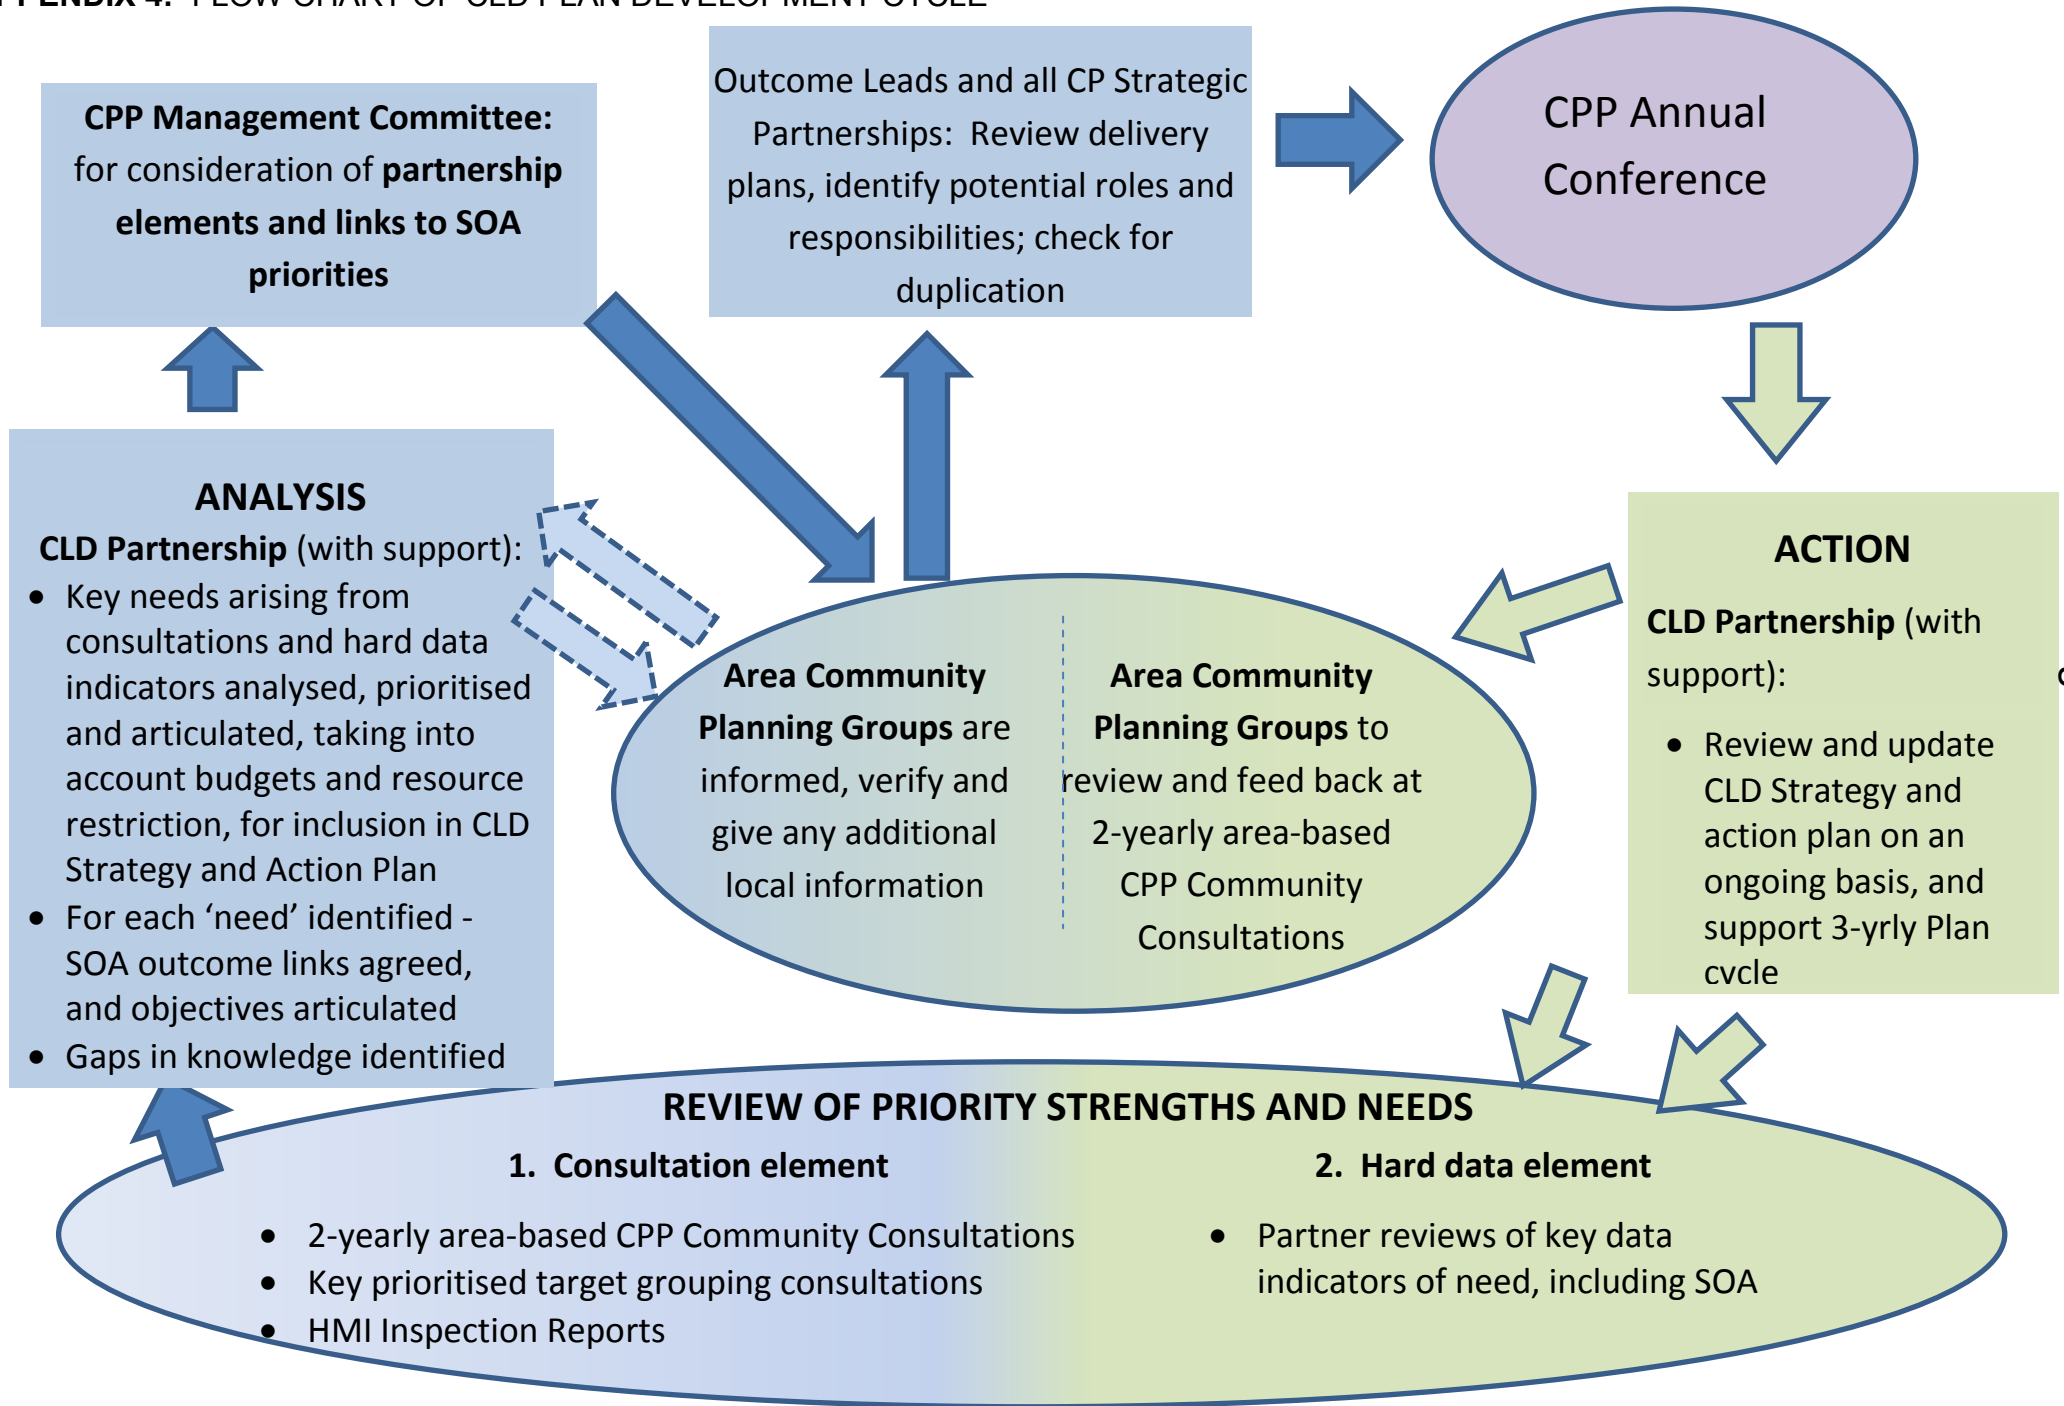 PPENDIX 4: FLOW CHART OF CLD PLAN DEVELOPMENT CYCLE
CPP Management Committee:
for consideration of partnership
elements and links to SOA
priorities
Outcome Leads and all CP Strategic
Partnerships: Review delivery
plans, identify potential roles and
responsibilities; check for
duplication
CPP Annual
Conference
ANALYSIS
CLD Partnership (with support):
• Key needs arising from
consultations and hard data
indicators analysed, prioritised
and articulated, taking into
account budgets and resource
restriction, for inclusion in CLD
Strategy and Action Plan
• For each ‘need’ identified -
SOA outcome links agreed,
and objectives articulated
• Gaps in knowledge identified
Area Community
Planning Groups are
informed, verify and
give any additional
local information
Area Community
Planning Groups to
review and feed back at
2-yearly area-based
CPP Community
Consultations
ACTION
CLD Partnership (with
support):
• Review and update
CLD Strategy and
action plan on an
ongoing basis, and
support 3-yrly Plan
cycle
REVIEW OF PRIORITY STRENGTHS AND NEEDS
1. Consultation element
• 2-yearly area-based CPP Community Consultations
• Key prioritised target grouping consultations
• HMI Inspection Reports
2. Hard data element
• Partner reviews of key data
indicators of need, including SOA